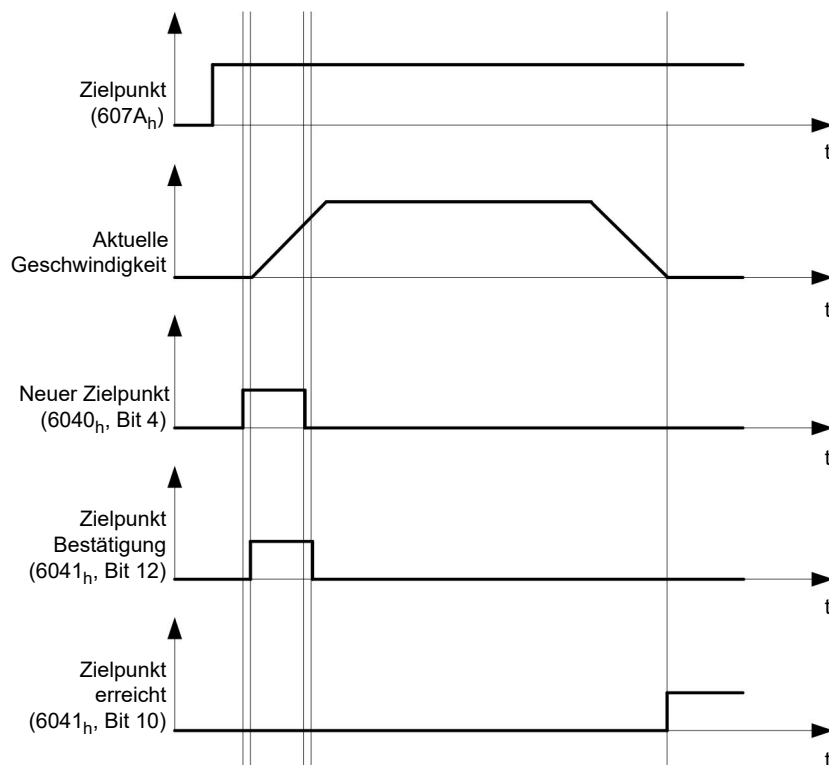 Zielpunkt
(607Ah)
t
Aktuelle
Geschwindigkeit
t
Neuer Zielpunkt
(6040h, Bit 4)
t
Zielpunkt
Bestätigung
(6041h, Bit 12)
t
Zielpunkt
erreicht
(6041h, Bit 10)
t